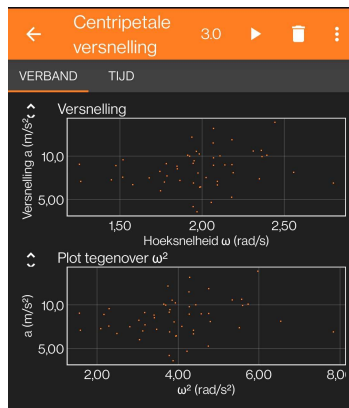 Centripetale
versnelling
3.0
VERBAND
TIJD
Versnelling
Versnelling a (m/s²)
10,0
5,00
1,50
2,00
2,50
Hoeksnelheid ω (rad/s)
Plot tegenover ω²
a (m/s²)
10,0
5,00
2,00
4,00
6,00
8,0
ω² (rad/s²)